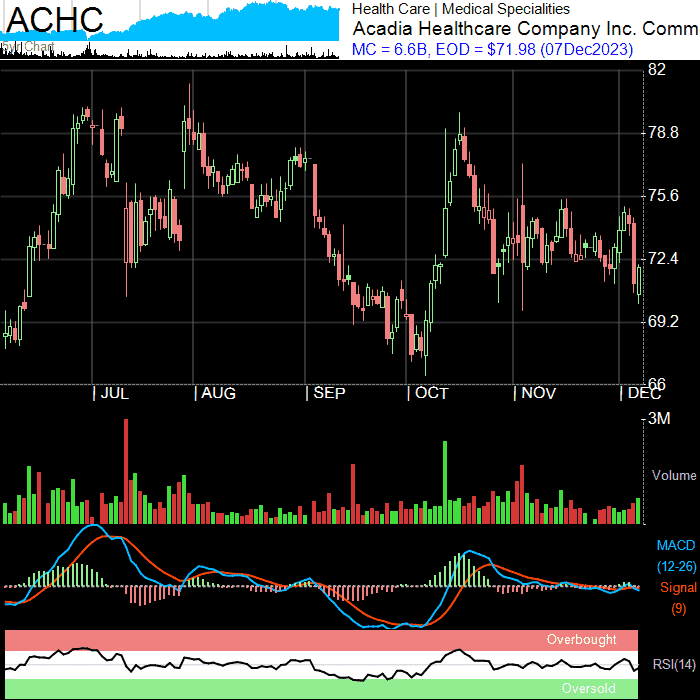 ACHC
Health Care | Medical Specialities
Acadia Healthcare Company Inc. Comm
MC = 6.6B, EOD = $71.98 (07Dec2023)
82
78.8
75.6
72.4
69.2
66
| JUL | AUG | SEP | OCT | NOV | DEC
3M
Volume
MACD
(12-26)
Signal
(9)
Overbought
RSI(14)
Oversold